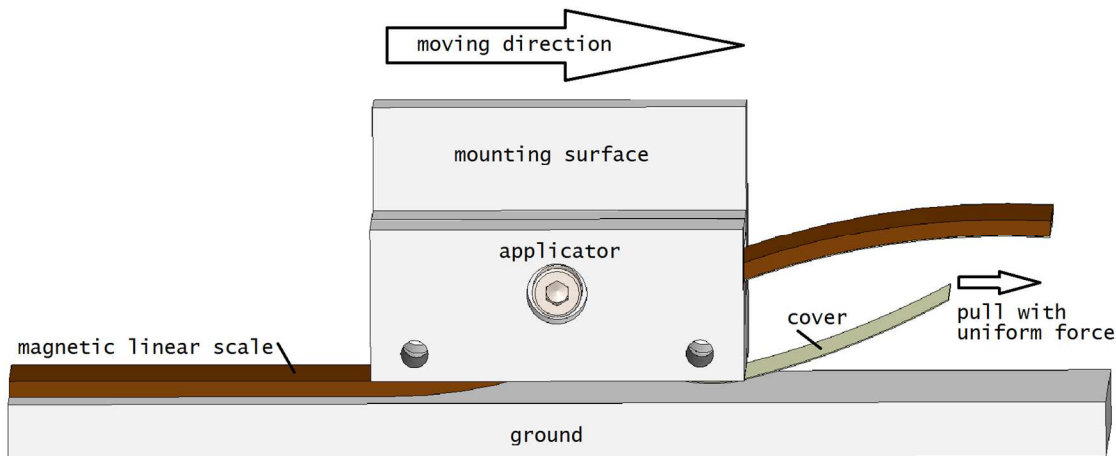 moving direction
mounting surface
applicator
cover
pull with
uniform force
magnetic linear scale
ground